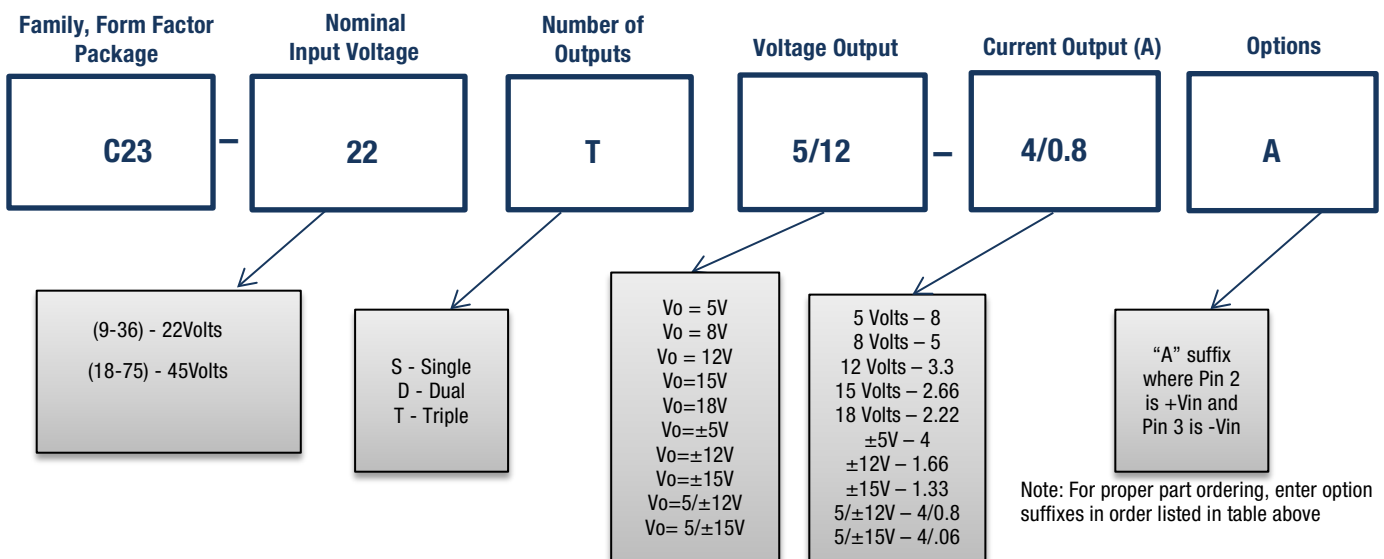 Family, Form Factor
Package
Nominal
Input Voltage
Number of
Outputs
Voltage Output
Current Output (A)
Options
C23
–
22
T
5/12
–
4/0.8
A
(9-36) - 22Volts
(18-75) - 45Volts
S - Single
D - Dual
T - Triple
Vo = 5V
Vo = 8V
Vo = 12V
Vo=15V
Vo=18V
Vo=±5V
Vo=±12V
Vo=±15V
Vo=5/±12V
Vo= 5/±15V
5 Volts – 8
8 Volts – 5
12 Volts – 3.3
15 Volts – 2.66
18 Volts – 2.22
±5V – 4
±12V – 1.66
±15V – 1.33
5/±12V – 4/0.8
5/±15V – 4/.06
“A” suffix
where Pin 2
is +Vin and
Pin 3 is -Vin
Note: For proper part ordering, enter option
suffixes in order listed in table above